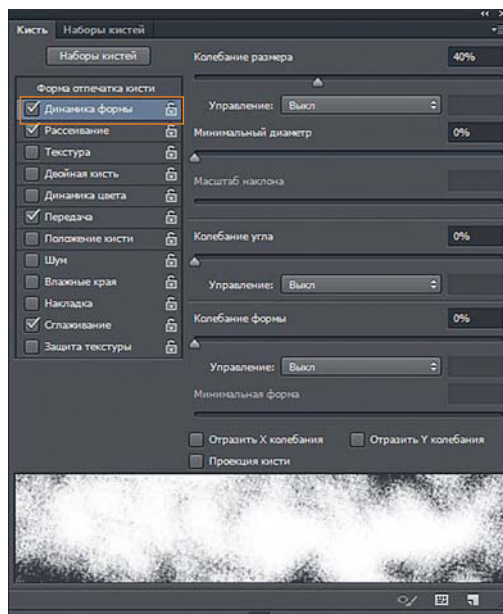 Кисть Наборы кистей
Наборы кистей
Форма отпечатка кисти
Динамика формы
Рассеивание
Текстура
Двойная кисть
Динамика цвета
Передача
Положение кисти
Шум
Влажные края
Накладка
Сглаживание
Защита текстуры
Колебание размера 40%
Управление: Выкл
Минимальный диаметр 0%
Масштаб наклона
Колебание угла 0%
Управление: Выкл
Колебание формы 0%
Управление: Выкл
Минимальная форма
Отразить X колебания Отразить Y колебания
Проекция кисти